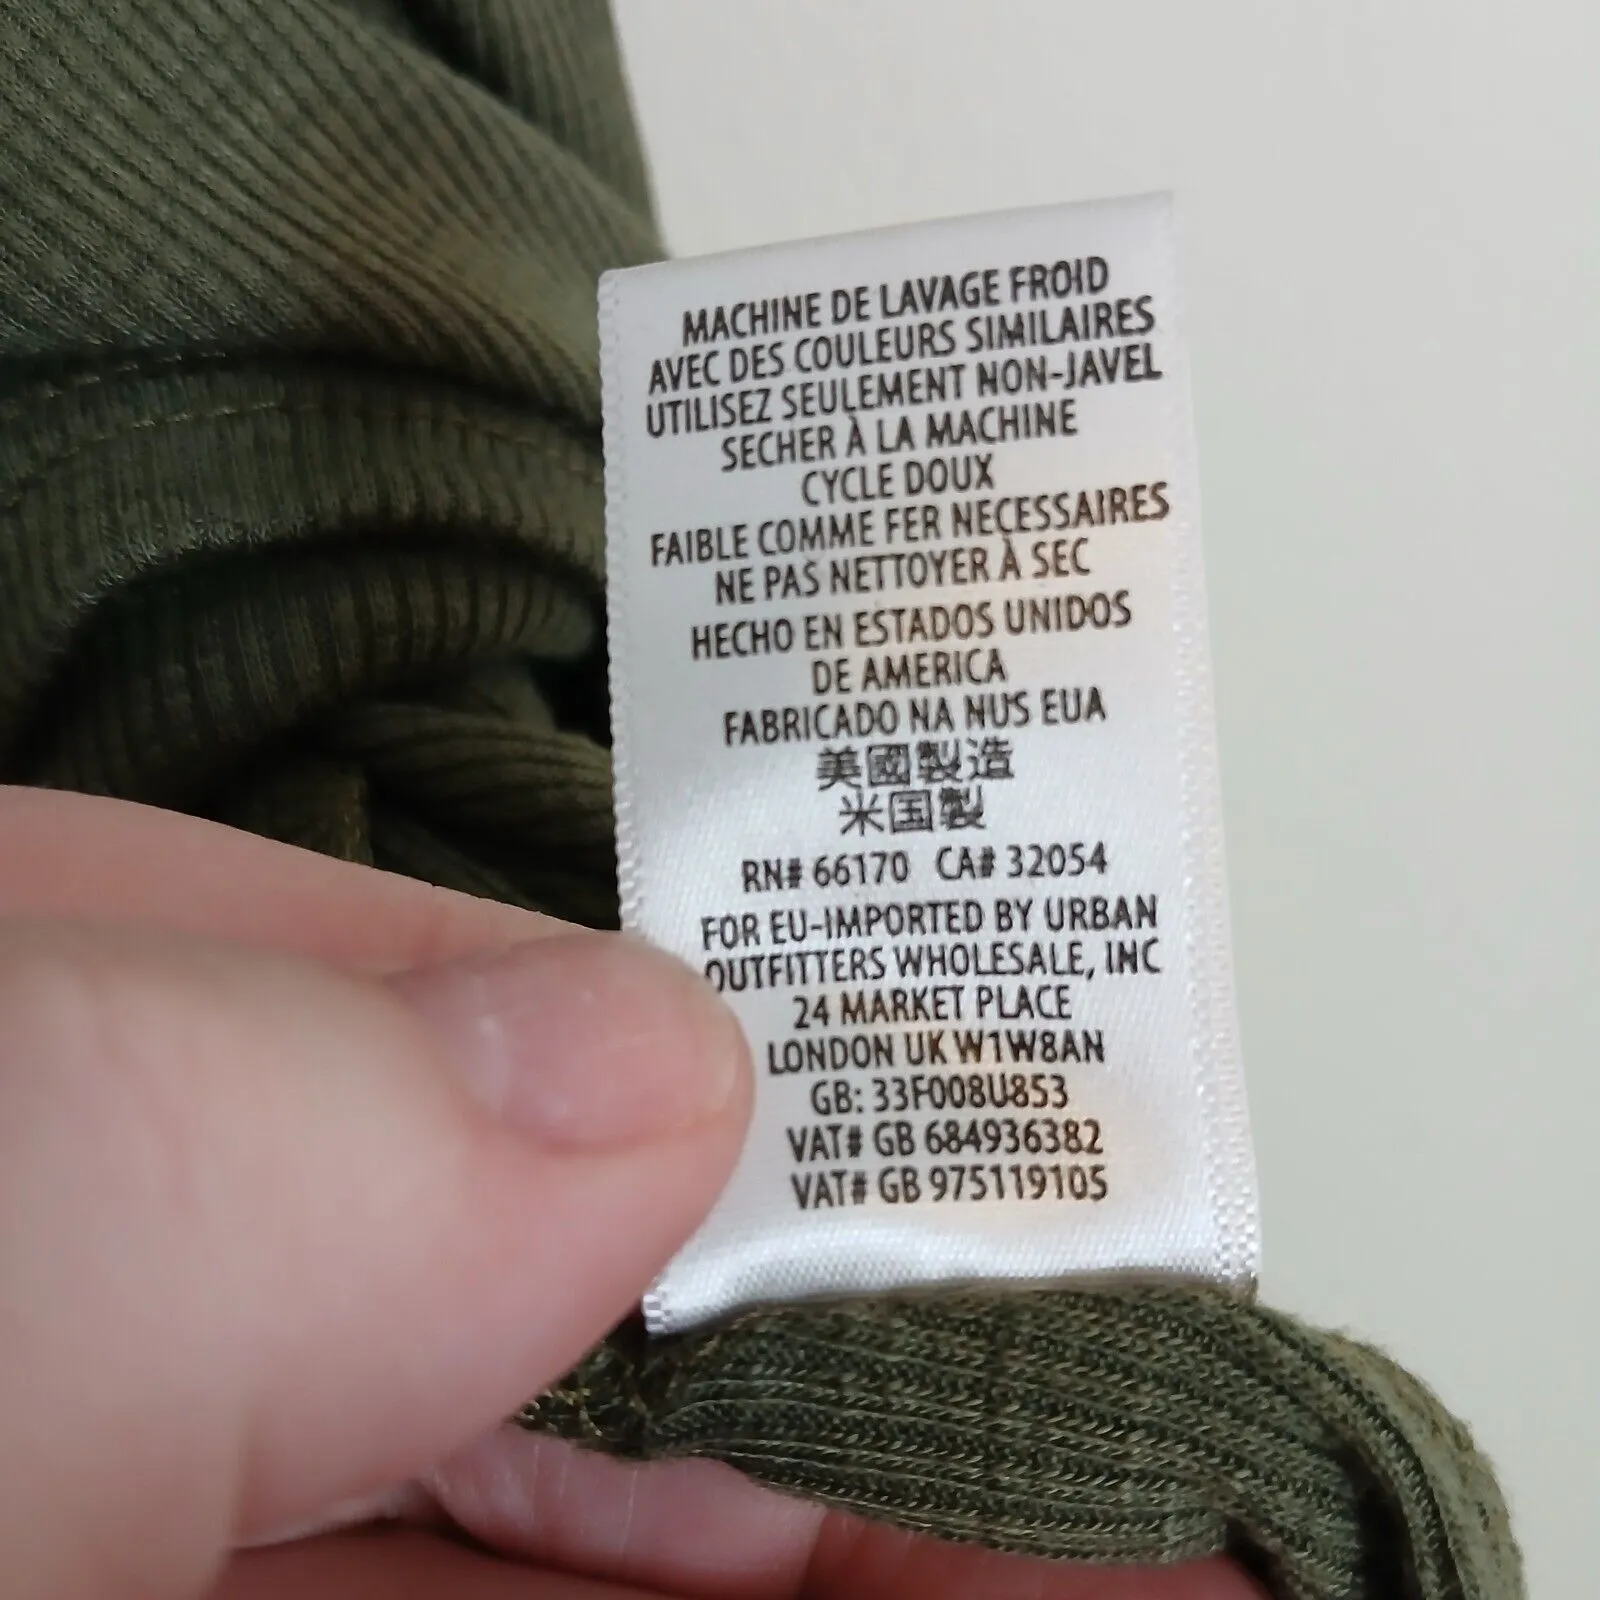 MACHINE DE LAVAGE FROID
AVEC DES COULEURS SIMILAIRES
UTILISEZ SEULEMENT NON-JAVEL
SECHER À LA MACHINE
CYCLE DOUX
FAIBLE COMME FER NECESSAIRES
NE PAS NETTOYER À SEC
HECHO EN ESTADOS UNIDOS
DE AMERICA
FABRICADO NA NUS EUA
美國製造
米国製
RN# 66170 CA# 32054
FOR EU-IMPORTED BY URBAN
OUTFITTERS WHOLESALE, INC
24 MARKET PLACE
LONDON UK W1W8AN
GB: 33F008U853
VAT# GB 684936382
VAT# GB 975119105